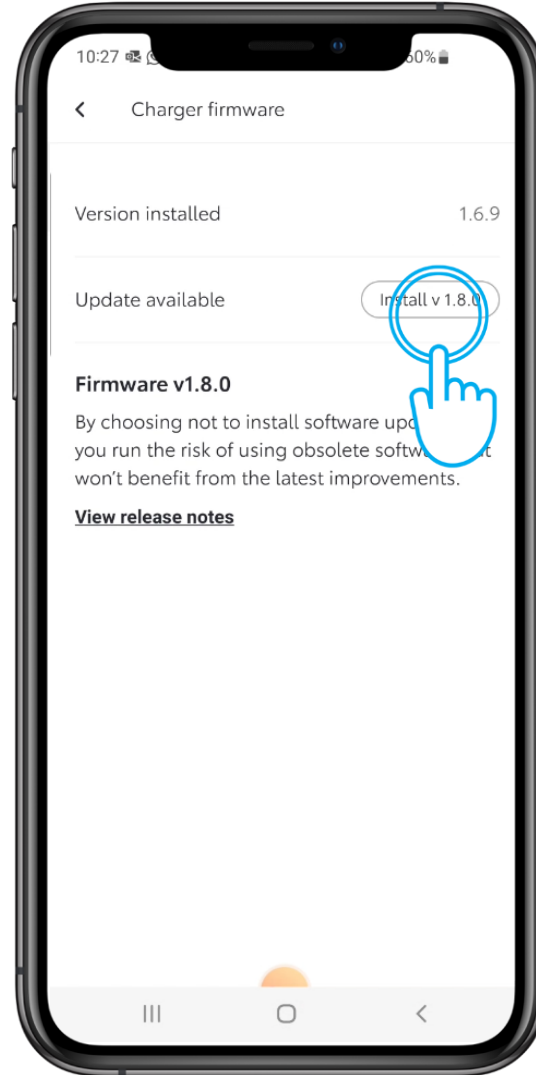 10:27
60%
Charger firmware
Version installed 1.6.9
Update available Install v 1.8.0
Firmware v1.8.0
By choosing not to install software
you run the risk of using obsolete
won't benefit from the latest improvements.
View release notes